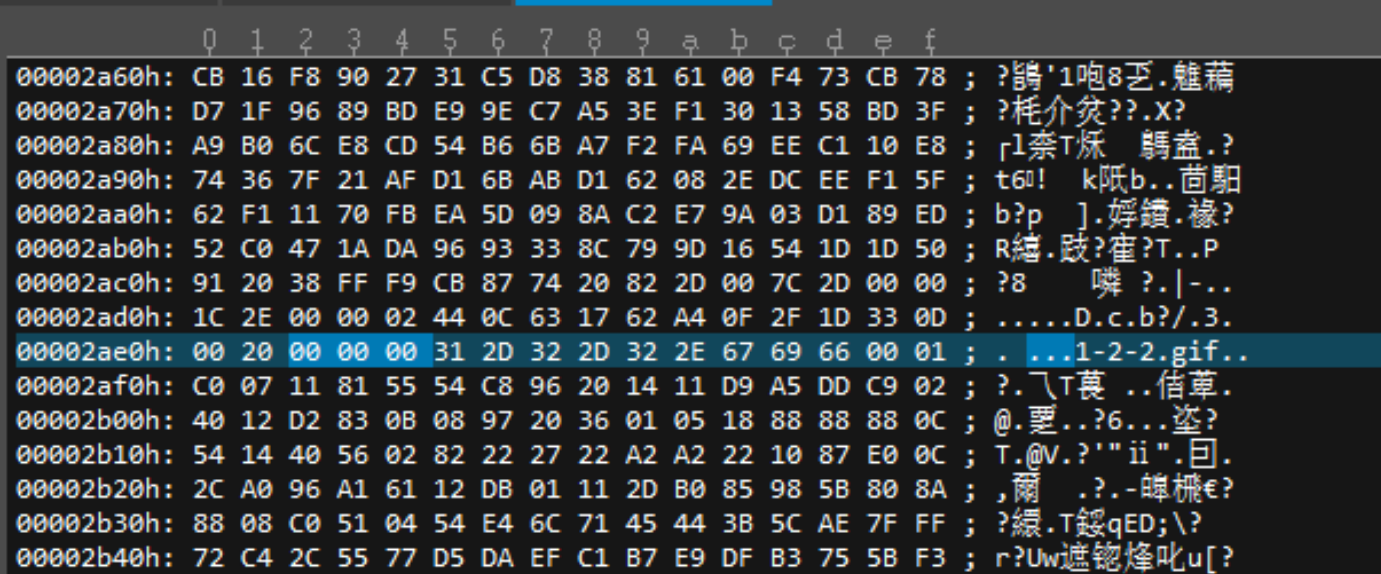 0 1 2 3 4 5 6 7 8 9 a b c d e f
00002a60h: CB 16 F8 90 27 31 C5 D8 38 81 61 00 F4 73 CB 78 ; ?鵠'1咆8乤.魋藊
00002a70h: D7 1F 96 89 BD E9 9E C7 A5 3E F1 30 13 58 BD 3F ; ?枆介炃??.X?
00002a80h: A9 B0 6C E8 CD 54 B6 6B A7 F2 FA 69 EE C1 10 E8 ; ┌l柰T秌 鷌盍.?
00002a90h: 74 36 7F 21 AF D1 6B AB D1 62 08 2E DC EE F1 5F ; t6! k阺b..茴馹
00002aa0h: 62 F1 11 70 FB EA 5D 09 8A C2 E7 9A 03 D1 89 ED ; b?p ].娐鐨.褖?
00002ab0h: 52 C0 47 1A DA 96 93 33 8C 79 9D 16 54 1D 1D 50 ; R繥.跂?寉?T..P
00002ac0h: 91 20 38 FF F9 CB 87 74 20 82 2D 00 7C 2D 00 00 ; ?8 噒 ?.|-..
00002ad0h: 1C 2E 00 00 02 44 0C 63 17 62 A4 0F 2F 1D 33 0D ; .....D.c.b?/.3.
00002ae0h: 00 20 00 00 00 31 2D 32 2D 32 2E 67 69 66 00 01 ; . ...1-2-2.gif..
00002af0h: C0 07 11 81 55 54 C8 96 20 14 11 D9 A5 DD C9 02 ; ?.乁T葨 ..佶萆.
00002b00h: 40 12 D2 83 0B 08 97 20 36 01 05 18 88 88 88 0C ; @.覂..?6...垐?
00002b10h: 54 14 40 56 02 82 22 27 22 A2 A2 22 10 87 E0 0C ; T.@V.?'"ⅱ".囙.
00002b20h: 2C A0 96 A1 61 12 DB 01 11 2D B0 85 98 5B 80 8A ; ,爾 .?.-皡榌€?
00002b30h: 88 08 C0 51 04 54 E4 6C 71 45 44 3B 5C AE 7F FF ; ?繯.T鋖qED;\?
00002b40h: 72 C4 2C 55 77 D5 DA EF C1 B7 E9 DF B3 75 5B F3 ; r?Uw遮锪烽叱u[?